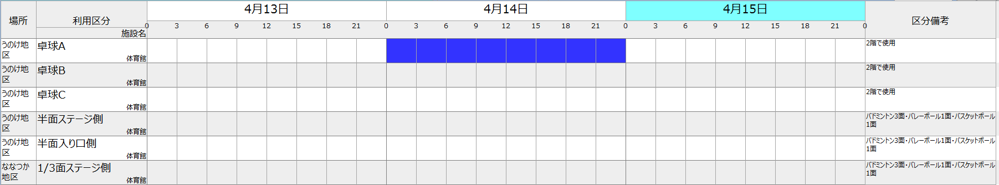 場所
利用区分
施設名
4月13日
4月14日
4月15日
区分備考
0 3 6 9 12 15 18 21 0 3 6 9 12 15 18 21 0 3 6 9 12 15 18 21 0
うのけ地
区
卓球A
体育館
2階で使用
うのけ地
区
卓球B
体育館
2階で使用
うのけ地
区
卓球C
体育館
2階で使用
うのけ地
区
半面ステージ側
体育館
バドミントン3面・バレーボール1面・バスケットボール
1面
うのけ地
区
半面入り口側
体育館
バドミントン3面・バレーボール1面・バスケットボール
1面
ななつか
地区
1/3面ステージ側
体育館
バドミントン3面・バレーボール1面・バスケットボール
1面